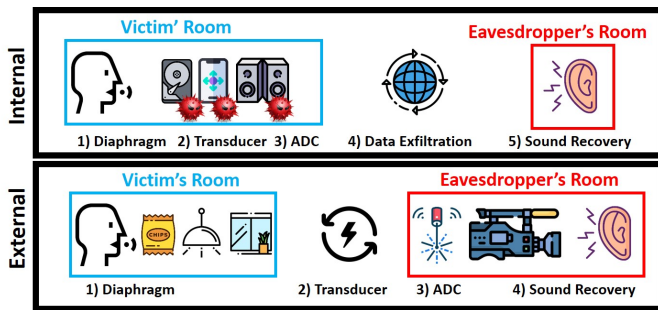 Internal
Victim' Room
Eavesdropper's Room
1) Diaphragm 2) Transducer 3) ADC 4) Data Exfiltration 5) Sound Recovery
External
Victim's Room
Eavesdropper's Room
CHIPS
1) Diaphragm 2) Transducer 3) ADC 4) Sound Recovery